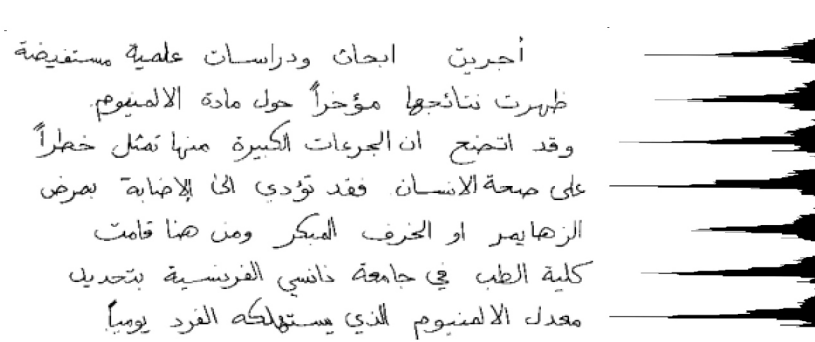 أجريت ابحاث ودراسات علمية مستفيضة
ظهرت نتائجها مؤخراً حول مادة الالمنيوم.
وقد اتضح ان الجرعات الكبيرة منها تمثل خطراً
على صحة الانسان فقد تؤدي الى الإصابة بمرض
الزهايمر او الخرف المبكر ومن هنا قامت
كلية الطب في جامعة نانسي الفرنسية بتحديد
معدل الالمنيوم الذي يستهلكه الفرد يومياً.